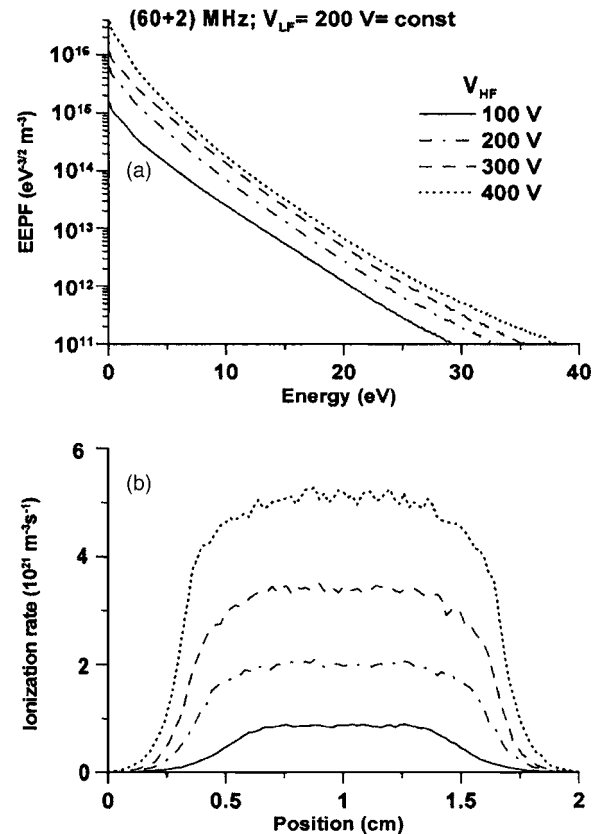 (60+2) MHz; V_LF= 200 V= const
V_HF
100 V
200 V
300 V
400 V
(a)
EEPF (eV^-3/2 m^-3)
10^16
10^15
10^14
10^13
10^12
10^11
0 10 20 30 40
Energy (eV)
(b)
Ionization rate (10^21 m^-3s^-1)
6
4
2
0
0 0.5 1 1.5 2
Position (cm)